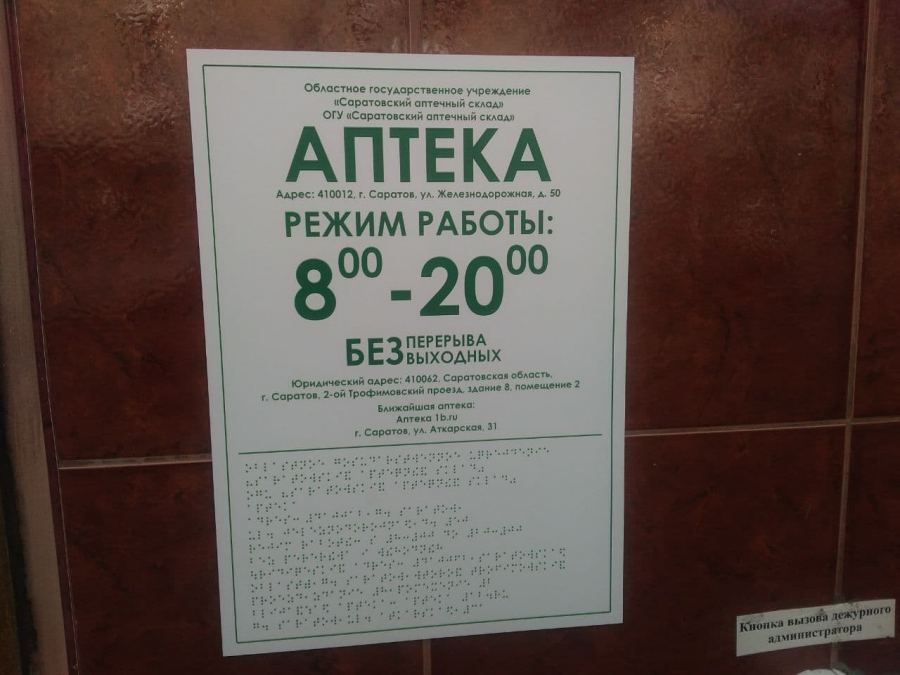 Областное государственное учреждение
«Саратовский аптечный склад»
ОГУ «Саратовский аптечный склад»
АПТЕКА
Адрес: 410012, г. Саратов, ул. Железнодорожная, д. 50
РЕЖИМ РАБОТЫ:
8⁰⁰ -20⁰⁰
БЕЗ ПЕРЕРЫВА
ВЫХОДНЫХ
Юридический адрес: 410062, Саратовская область,
г. Саратов, 2-ой Трофимовский проезд, здание 8, помещение 2
Ближайшая аптека:
Аптека 1b.ru
г. Саратов, ул. Аткарская, 31
Кнопка вызова дежурного
администратора